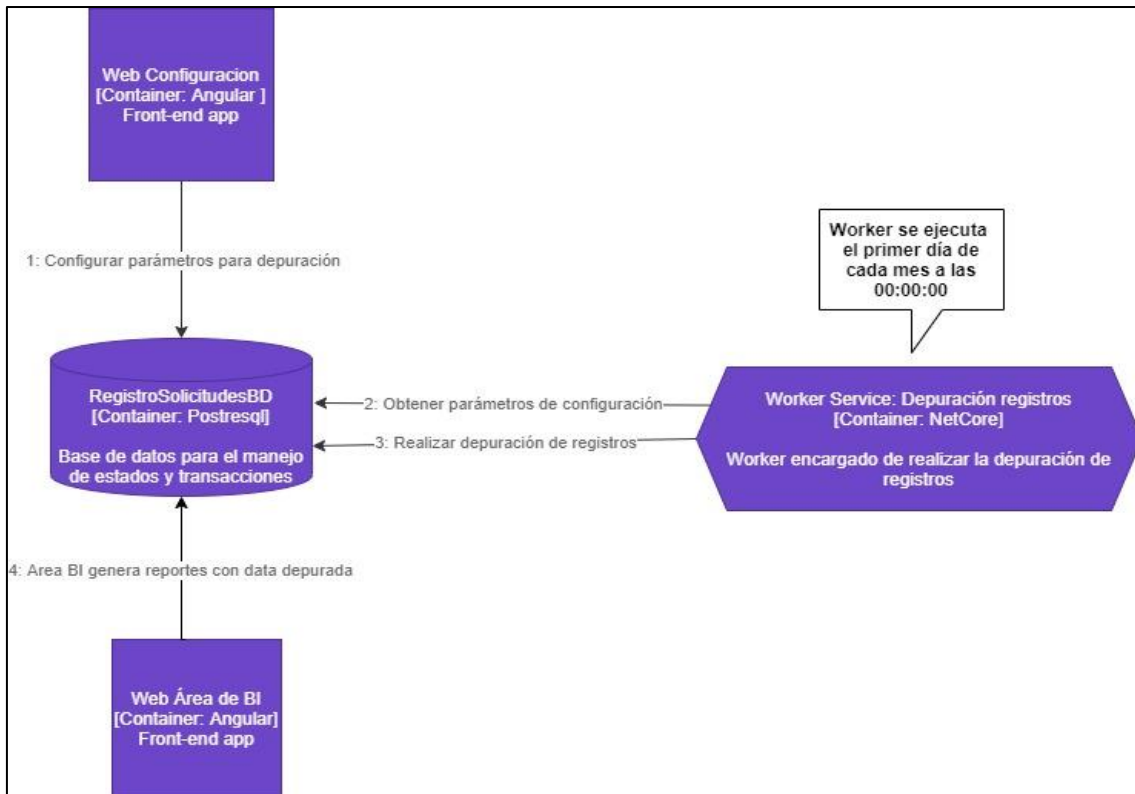 Web Configuracion
[Container: Angular ]
Front-end app
1: Configurar parámetros para depuración
Worker se ejecuta
el primer día de
cada mes a las
00:00:00
RegistroSolicitudesBD
[Container: Postresql]
Base de datos para el manejo
de estados y transacciones
2: Obtener parámetros de configuración
3: Realizar depuración de registros
Worker Service: Depuración registros
[Container: NetCore]
Worker encargado de realizar la depuración de
registros
4: Area BI genera reportes con data depurada
Web Área de BI
[Container: Angular]
Front-end app